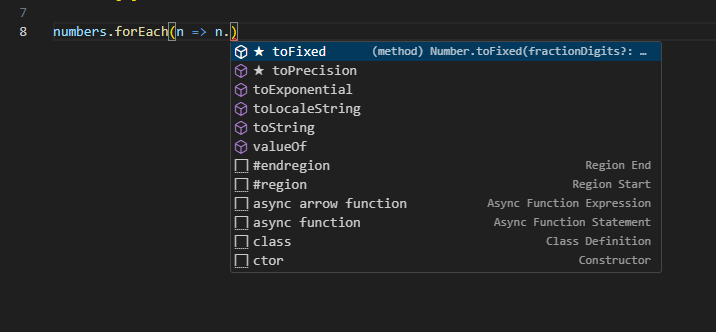 7
8 numbers.forEach(n => n.)
★ toFixed (method) Number.toFixed(fractionDigits?: …
★ toPrecision
toExponential
toLocaleString
toString
valueOf
#endregion Region End
#region Region Start
async arrow function Async Function Expression
async function Async Function Statement
class Class Definition
ctor Constructor